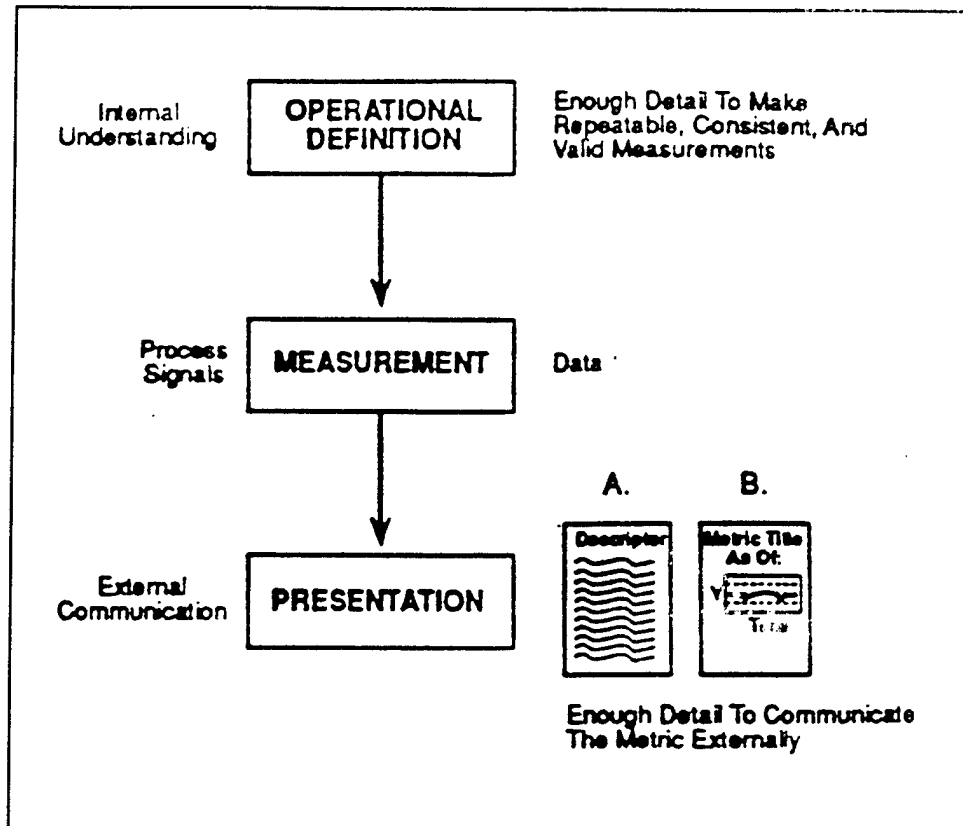 Internal
Understanding
OPERATIONAL
DEFINITION
Enough Detail To Make
Repeatable, Consistent, And
Valid Measurements
Process
Signals
MEASUREMENT
Data
A.
B.
Descriptor
Metric Title
As Of:
Y
Time
External
Communication
PRESENTATION
Enough Detail To Communicate
The Metric Externally